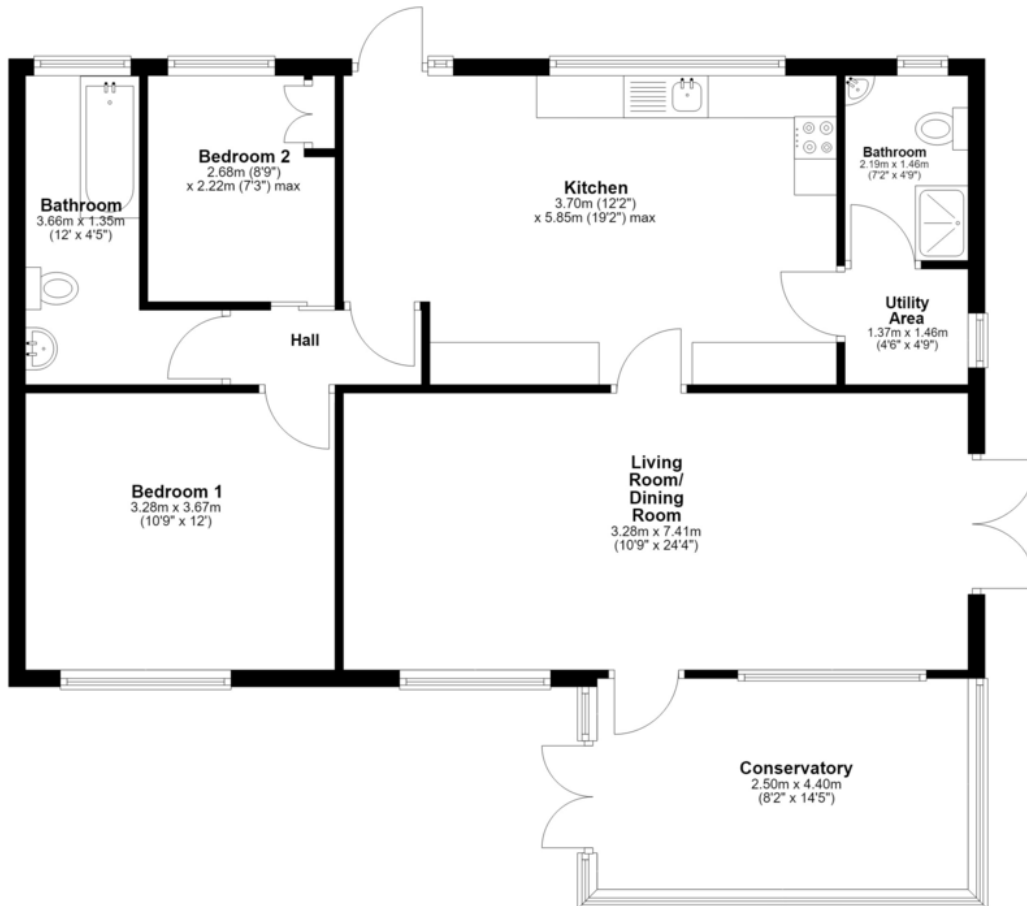 Bedroom 2
2.68m (8'9")
x 2.22m (7'3") max
Bathroom
3.66m x 1.35m
(12' x 4'5")
Kitchen
3.70m (12'2")
x 5.85m (19'2") max
Bathroom
2.19m x 1.46m
(7'2" x 4'9")
Utility
Area
1.37m x 1.46m
(4'6" x 4'9")
Hall
Bedroom 1
3.28m x 3.67m
(10'9" x 12')
Living
Room/
Dining
Room
3.28m x 7.41m
(10'9" x 24'4")
Conservatory
2.50m x 4.40m
(8'2" x 14'5")